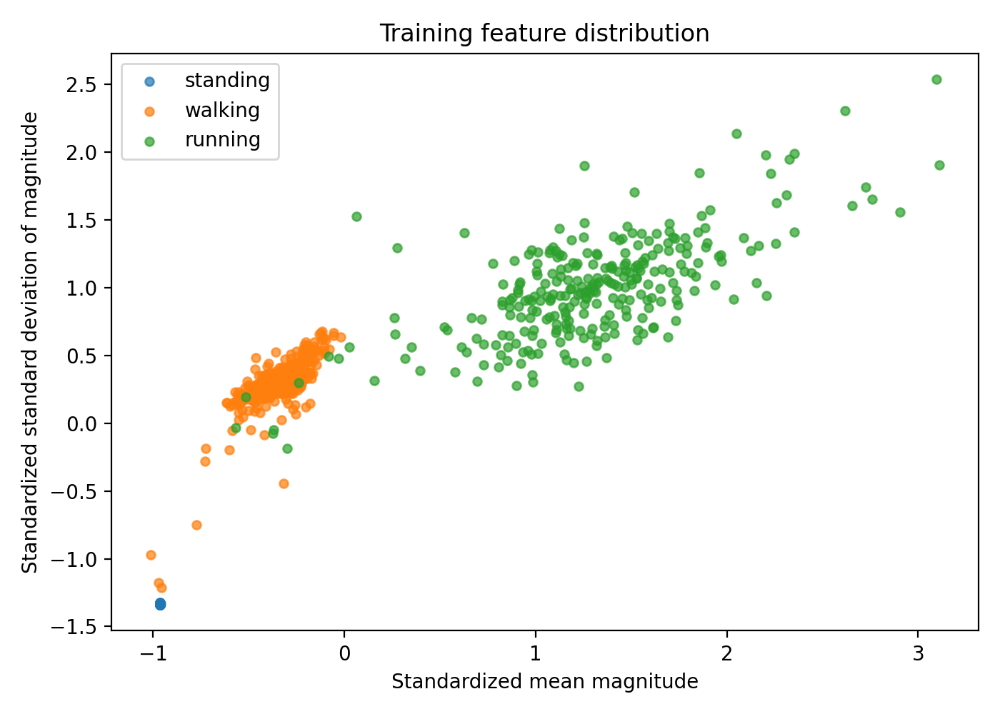 Training feature distribution
standing
walking
running
Standardized standard deviation of magnitude
2.5
2.0
1.5
1.0
0.5
0.0
−0.5
−1.0
−1.5
−1
0
1
2
3
Standardized mean magnitude